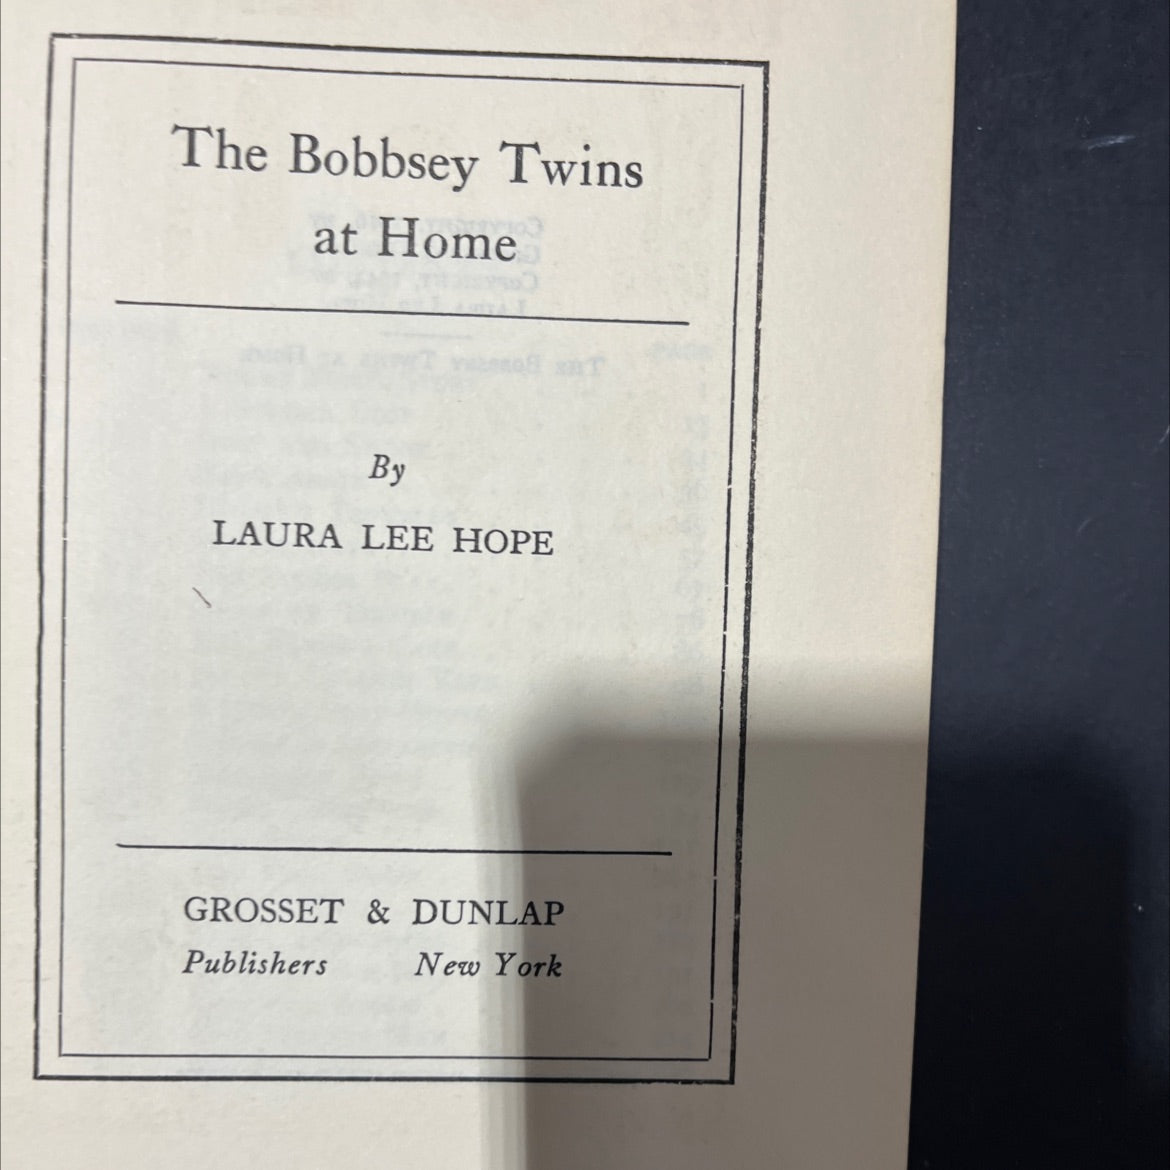 The Bobbsey Twins
at Home
By
LAURA LEE HOPE
GROSSET & DUNLAP
Publishers New York